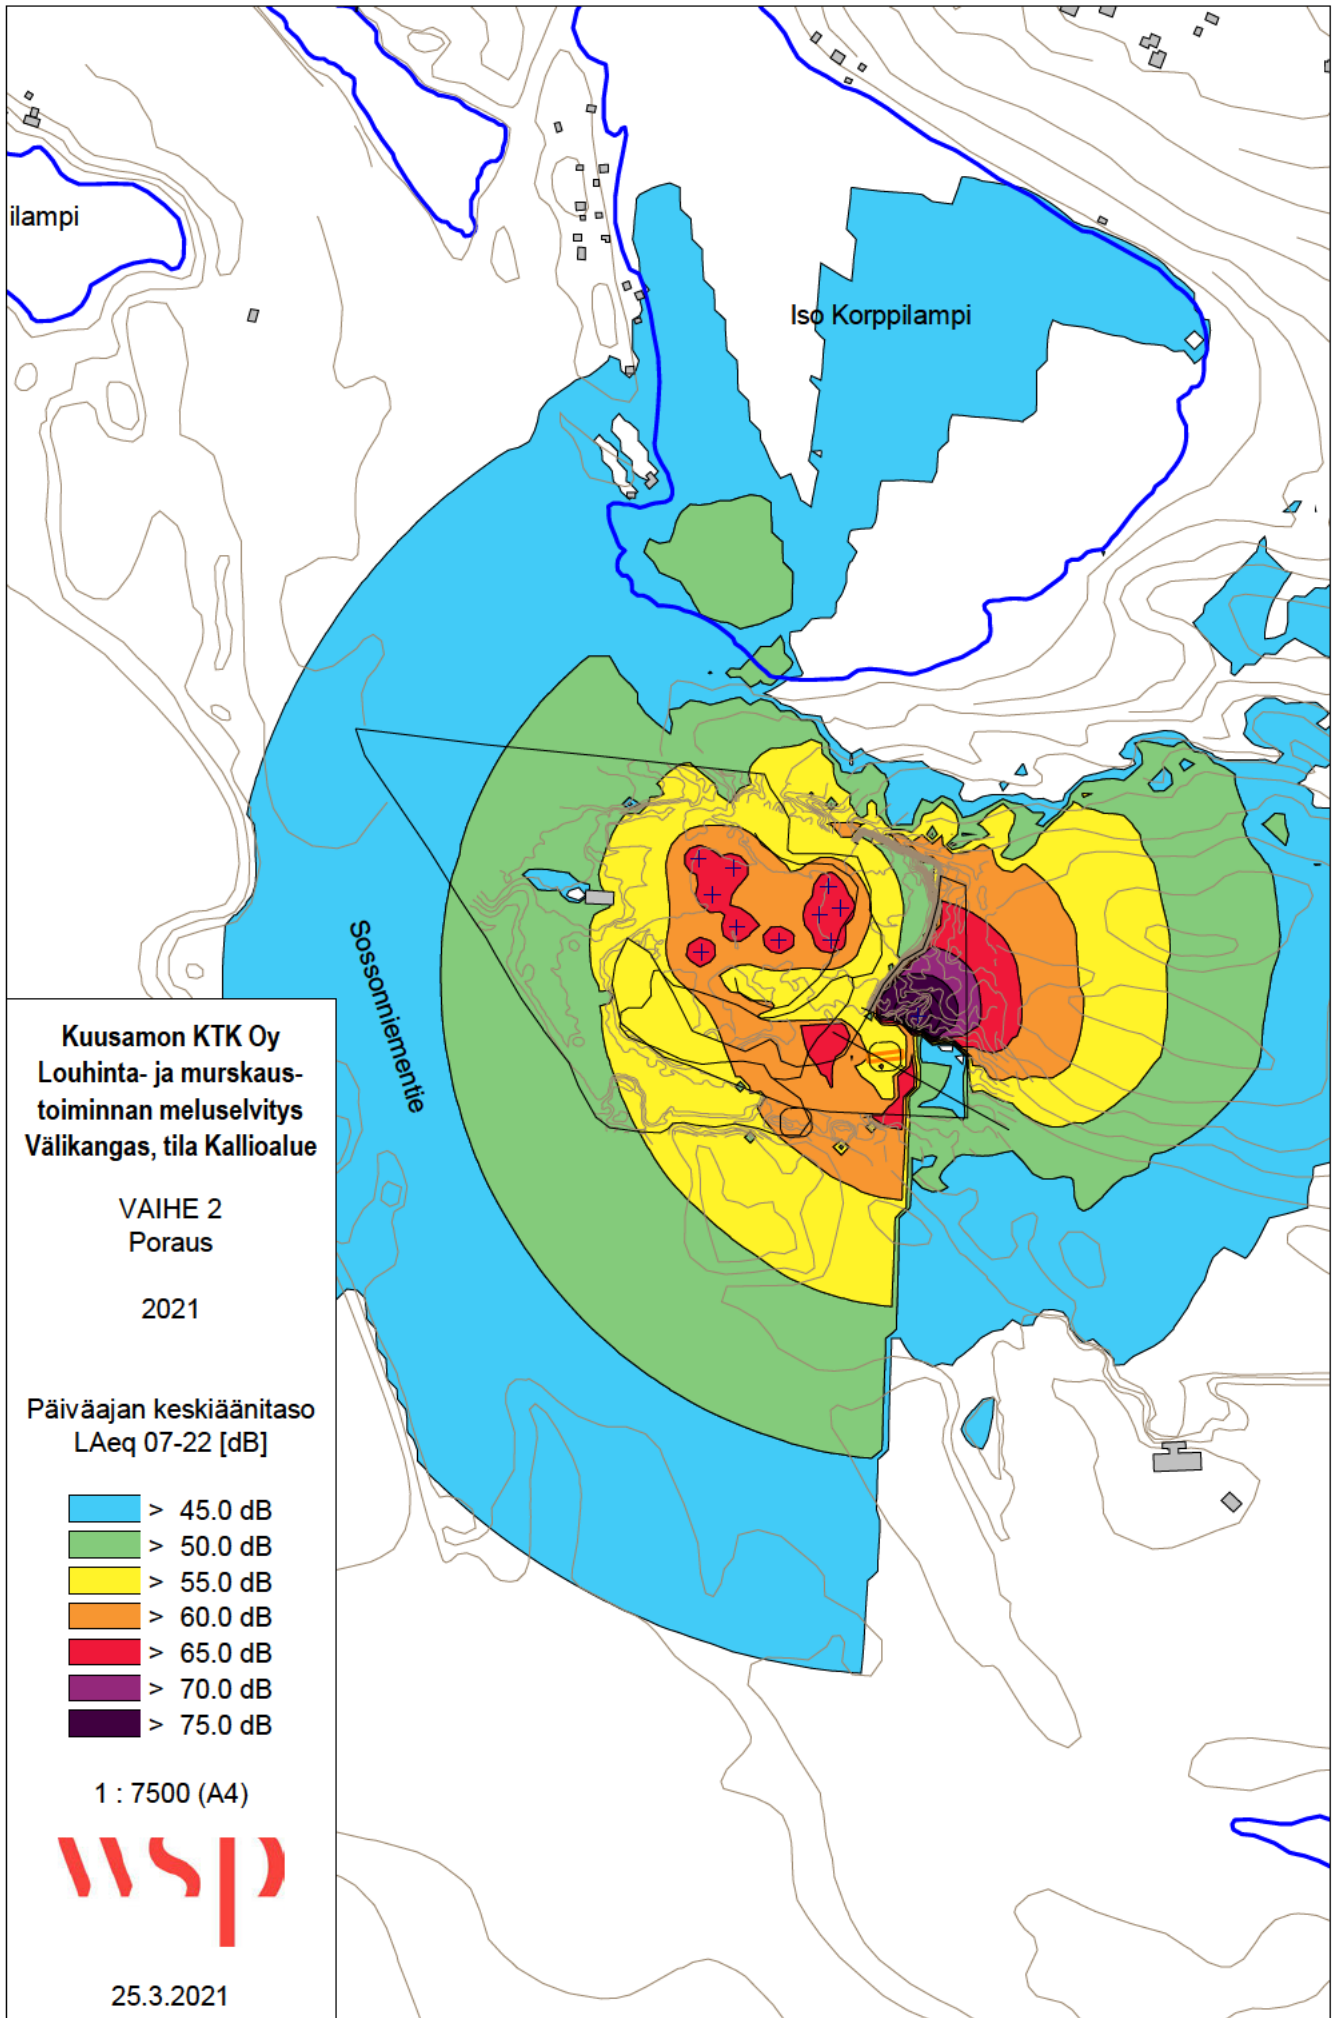 ilampi
Iso Korppilampi
Sossonniementie
Kuusamon KTK Oy
Louhinta- ja murskaus-
toiminnan meluselvitys
Välikangas, tila Kallioalue
VAIHE 2
Poraus
2021
Päiväajan keskiäänitaso
LAeq 07-22 [dB]
> 45.0 dB
> 50.0 dB
> 55.0 dB
> 60.0 dB
> 65.0 dB
> 70.0 dB
> 75.0 dB
1 : 7500 (A4)
wsp
25.3.2021